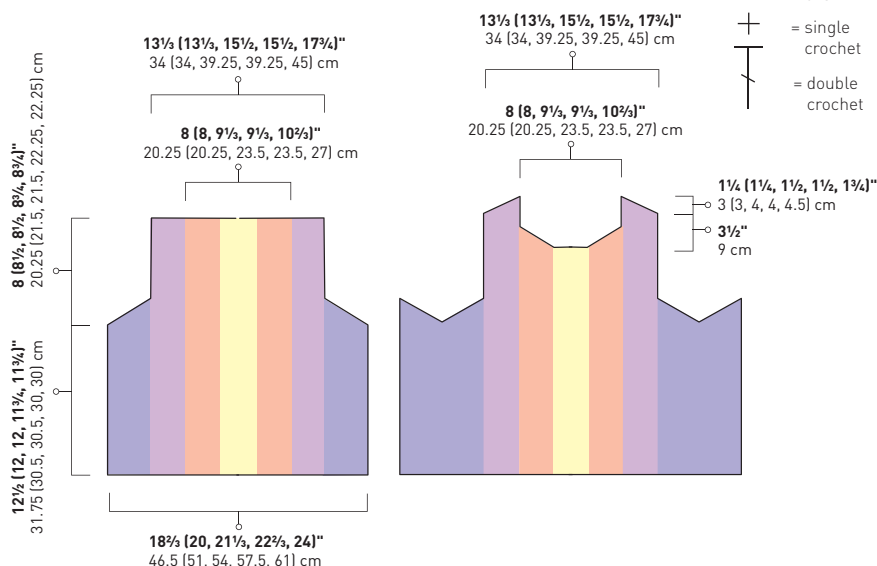 13⅓ (13⅓, 15½, 15½, 17¾)"
34 (34, 39.25, 39.25, 45) cm
8 (8, 9⅓, 9⅓, 10⅔)"
20.25 (20.25, 23.5, 23.5, 27) cm
8 (8½, 8½, 8¾, 8¾)"
20.25 (21.5, 21.5, 22.25, 22.25) cm
12½ (12, 12, 11¾, 11¾)"
31.75 (30.5, 30.5, 30, 30) cm
18⅔ (20, 21⅓, 22⅔, 24)"
46.5 (51, 54, 57.5, 61) cm
13⅓ (13⅓, 15½, 15½, 17¾)"
34 (34, 39.25, 39.25, 45) cm
8 (8, 9⅓, 9⅓, 10⅔)"
20.25 (20.25, 23.5, 23.5, 27) cm
1¼ (1¼, 1½, 1½, 1¾)"
3 (3, 4, 4, 4.5) cm
3½"
9 cm
= single
crochet
= double
crochet